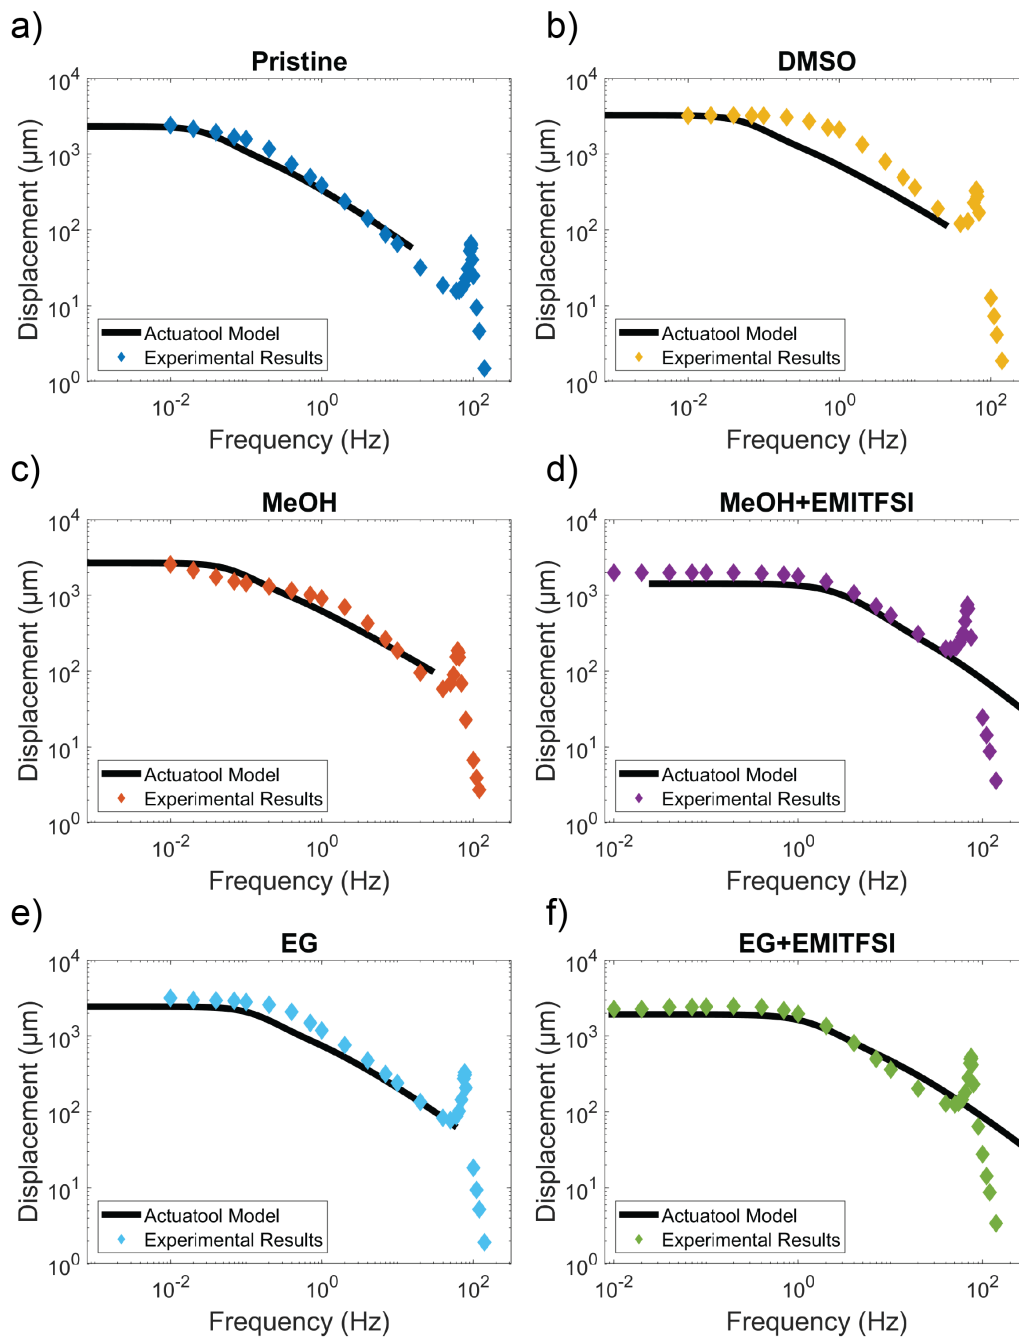 a)
Pristine
10^4
10^3
10^2
10^1
10^0
Displacement (μm)
Actuatool Model
Experimental Results
10^-2
10^0
10^2
Frequency (Hz)
b)
DMSO
10^4
10^3
10^2
10^1
10^0
Displacement (μm)
Actuatool Model
Experimental Results
10^-2
10^0
10^2
Frequency (Hz)
c)
MeOH
10^4
10^3
10^2
10^1
10^0
Displacement (μm)
Actuatool Model
Experimental Results
10^-2
10^0
10^2
Frequency (Hz)
d)
MeOH+EMITFSI
10^4
10^3
10^2
10^1
10^0
Displacement (μm)
Actuatool Model
Experimental Results
10^-2
10^0
10^2
Frequency (Hz)
e)
EG
10^4
10^3
10^2
10^1
10^0
Displacement (μm)
Actuatool Model
Experimental Results
10^-2
10^0
10^2
Frequency (Hz)
f)
EG+EMITFSI
10^4
10^3
10^2
10^1
10^0
Displacement (μm)
Actuatool Model
Experimental Results
10^-2
10^0
10^2
Frequency (Hz)